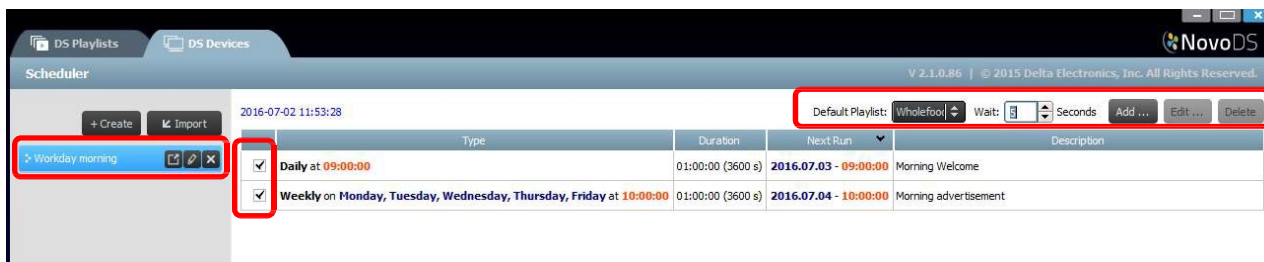 DS Playlists DS Devices NovoDS
Scheduler V 2.1.0.86 | © 2015 Delta Electronics, Inc. All Rights Reserved.
+ Create Import 2016-07-02 11:53:28 Default Playlist: Wholefoo Wait: 5 Seconds Add ... Edit ... Delete
Type Duration Next Run Description
Workday morning Daily at 09:00:00 01:00:00 (3600 s) 2016.07.03 - 09:00:00 Morning Welcome
Weekly on Monday, Tuesday, Wednesday, Thursday, Friday at 10:00:00 01:00:00 (3600 s) 2016.07.04 - 10:00:00 Morning advertisement